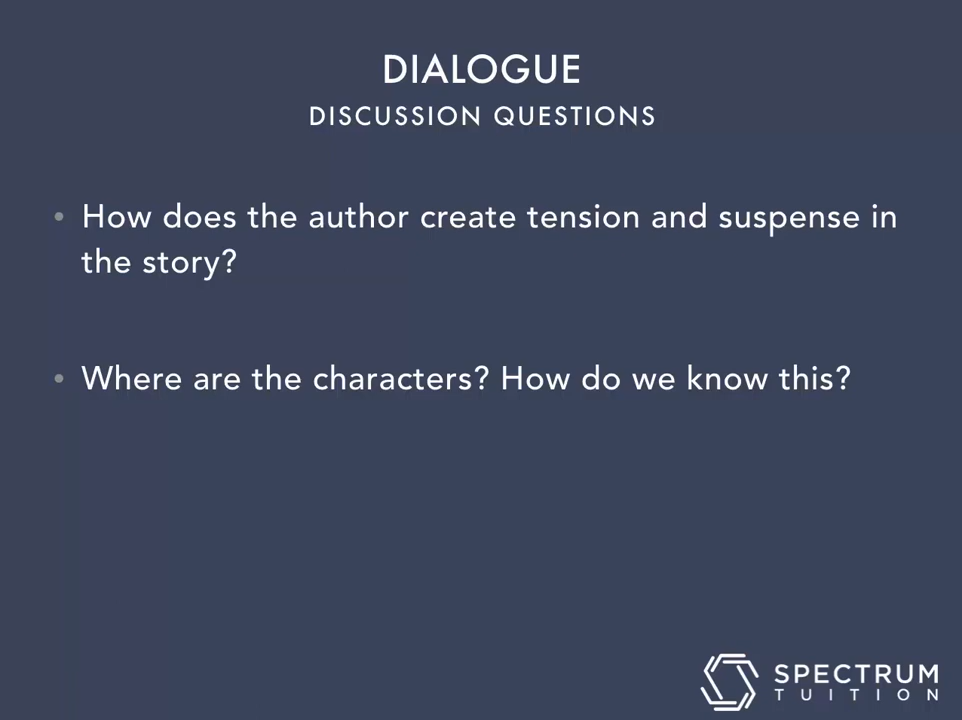 DIALOGUE
DISCUSSION QUESTIONS
• How does the author create tension and suspense in
the story?
• Where are the characters? How do we know this?
SPECTRUM
TUITION